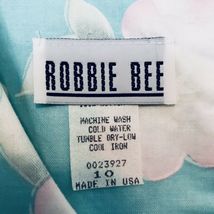 ROBBIE BEE
MACHINE WASH
COLD WATER
TUMBLE DRY-LOW
COOL IRON
0023927
10
MADE IN USA